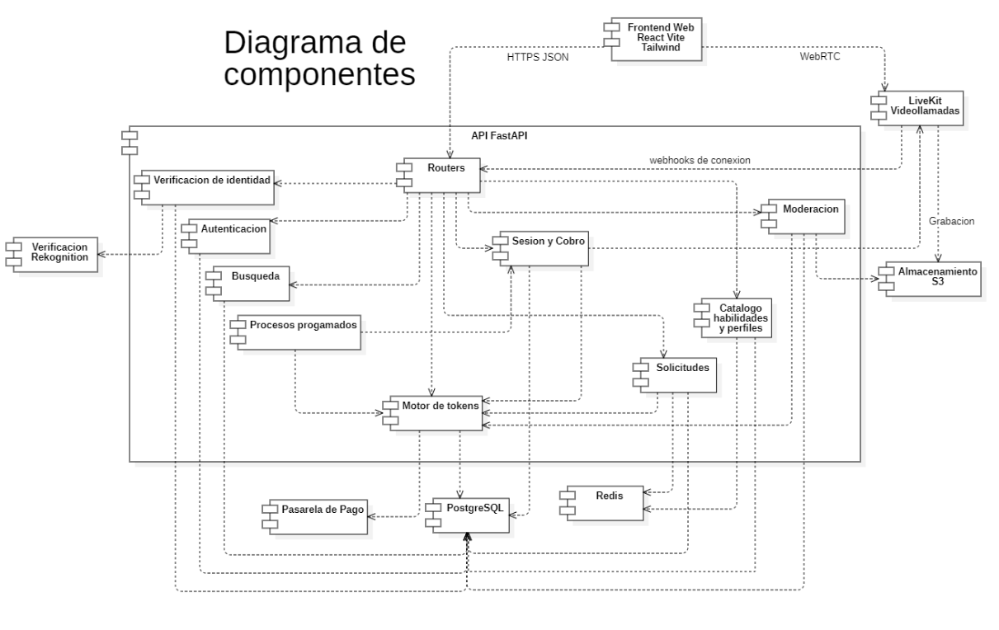 Diagrama de
componentes
Frontend Web
React Vite
Tailwind
HTTPS JSON
WebRTC
LiveKit
Videollamadas
API FastAPI
webhooks de conexion
Routers
Verificacion de identidad
Moderacion
Grabacion
Autenticacion
Sesion y Cobro
Verificacion
Rekognition
Almacenamiento
S3
Busqueda
Catalogo
habilidades
y perfiles
Procesos progamados
Solicitudes
Motor de tokens
Redis
Pasarela de Pago
PostgreSQL